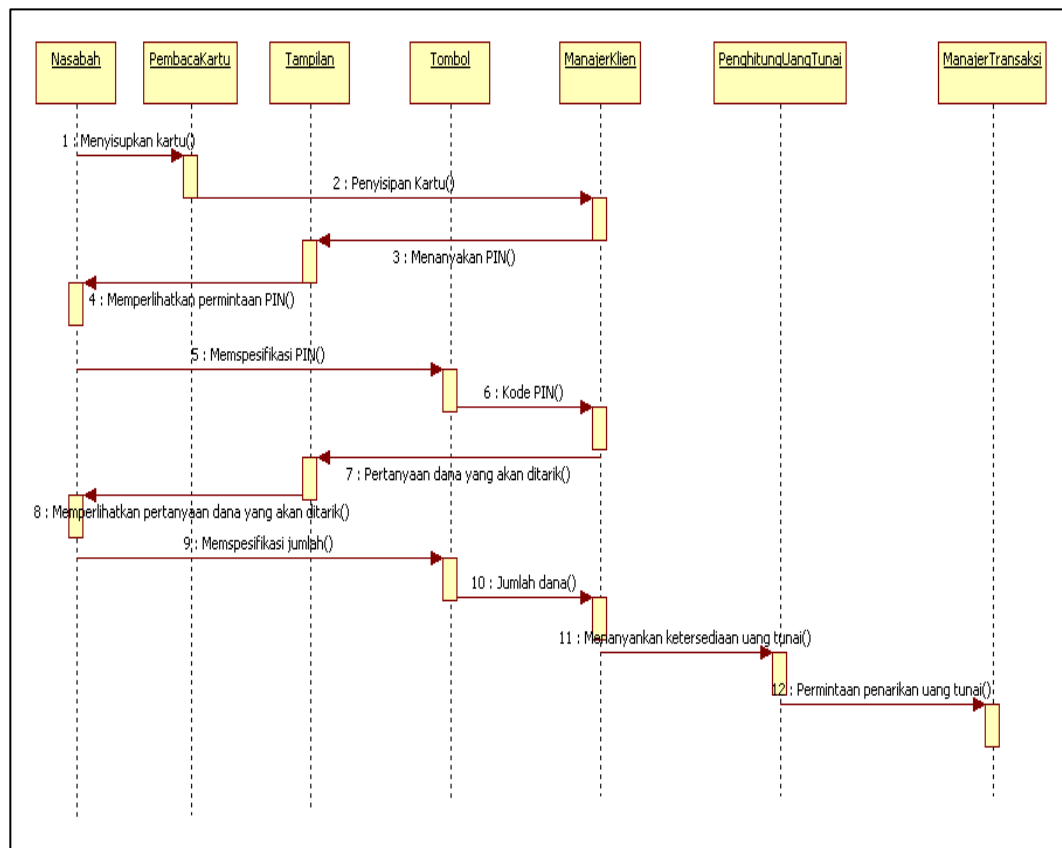 Nasabah
PembacaKartu
Tampilan
Tombol
ManajerKlien
PenghitungUangTunai
ManajerTransaksi
1 : Menyisupkan kartu()
2 : Penyisipan Kartu()
3 : Menanyakan PIN()
4 : Memperlihatkan permintaan PIN()
5 : Memspesifikasi PIN()
6 : Kode PIN()
7 : Pertanyaan dana yang akan ditarik()
8 : Memperlihatkan pertanyaan dana yang akan ditarik()
9 : Memspesifikasi jumlah()
10 : Jumlah dana()
11 : Menanyankan ketersediaan uang tunai()
12 : Permintaan penarikan uang tunai()